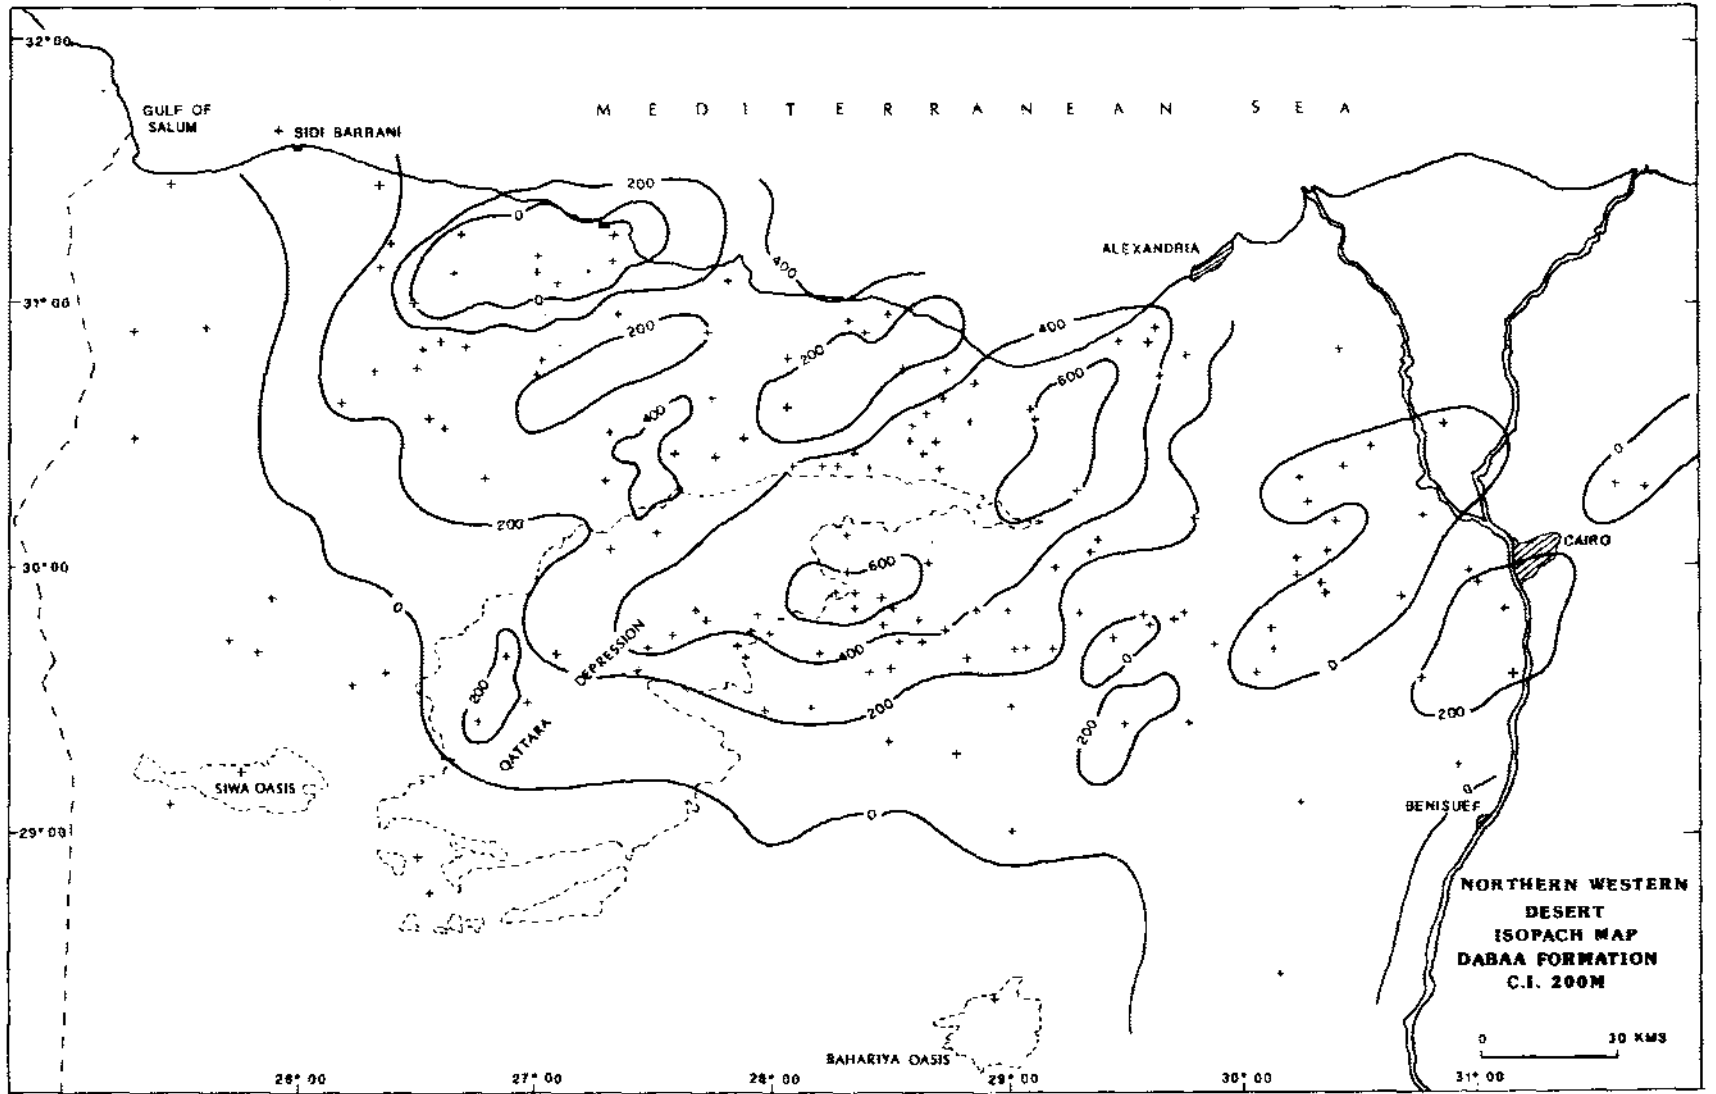 32°00
GULF OF
SALUM
SIDI BARRANI
MEDITERRANEAN SEA
200
0
ALEXANDRIA
400
31°00
0
200
400
200
600
400
0
200
CAIRO
30°00
600
0
DEPRESSION
400
0
0
200
200
200
200
QATTARA
SIWA OASIS
0
BENISUEF
0
29°00
NORTHERN WESTERN
DESERT
ISOPACH MAP
DABAA FORMATION
C.I. 200M
0 30 KMS
BAHARIYA OASIS
26°00 27°00 28°00 29°00 30°00 31°00